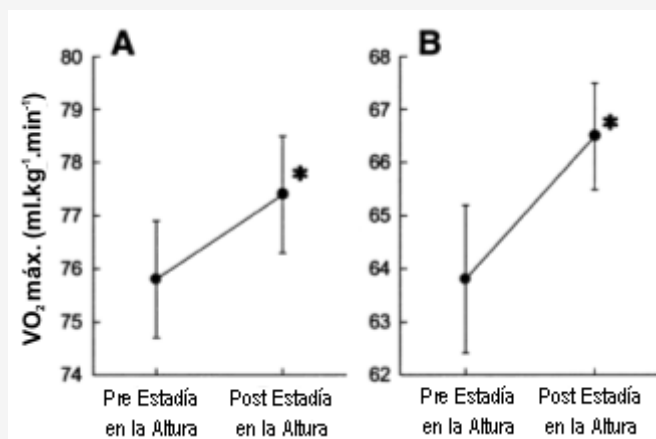 A
B
VO2 máx. (ml.kg-1.min-1)
80
79
78
77
76
75
74
68
67
66
65
64
63
62
*
*
Pre Estadía
en la Altura
Post Estadía
en la Altura
Pre Estadía
en la Altura
Post Estadía
en la Altura